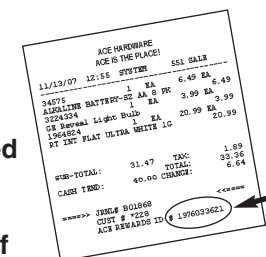 ACE HARDWARE
ACE IS THE PLACE!
11/13/07 12:55 SYSTEM 551 SALE
34575 1 EA 6.49 EA
ALKALINE BATTERY-SZ AA 8 PK 6.49
3224334 1 EA 3.99 EA
GE Reveal Light Bulb 3.99
1964824 1 EA 20.99 EA
RT INT FLAT ULTRA WHITE 1G 20.99
SUB-TOTAL: 31.47 TAX: 1.89
TOTAL: 33.36
CASH TEND: 40.00 CHANGE: 6.64
====>> JRNL# B01868 <<====
CUST # *228
ACE REWARDS ID # 1976033621
ed
f